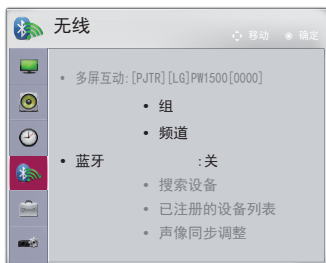 无线
移动 确定
• 多屏互动:[PJTR][LG]PW1500[0000]
• 组
• 频道
• 蓝牙 :关
• 搜索设备
• 已注册的设备列表
• 声像同步调整